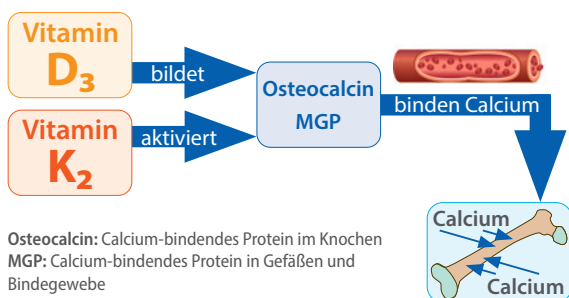 Vitamin
D₃
bildet
Vitamin
K₂
aktiviert
Osteocalcin
MGP
binden Calcium
Calcium
Calcium
Osteocalcin: Calcium-bindendes Protein im Knochen
MGP: Calcium-bindendes Protein in Gefäßen und
Bindegewebe